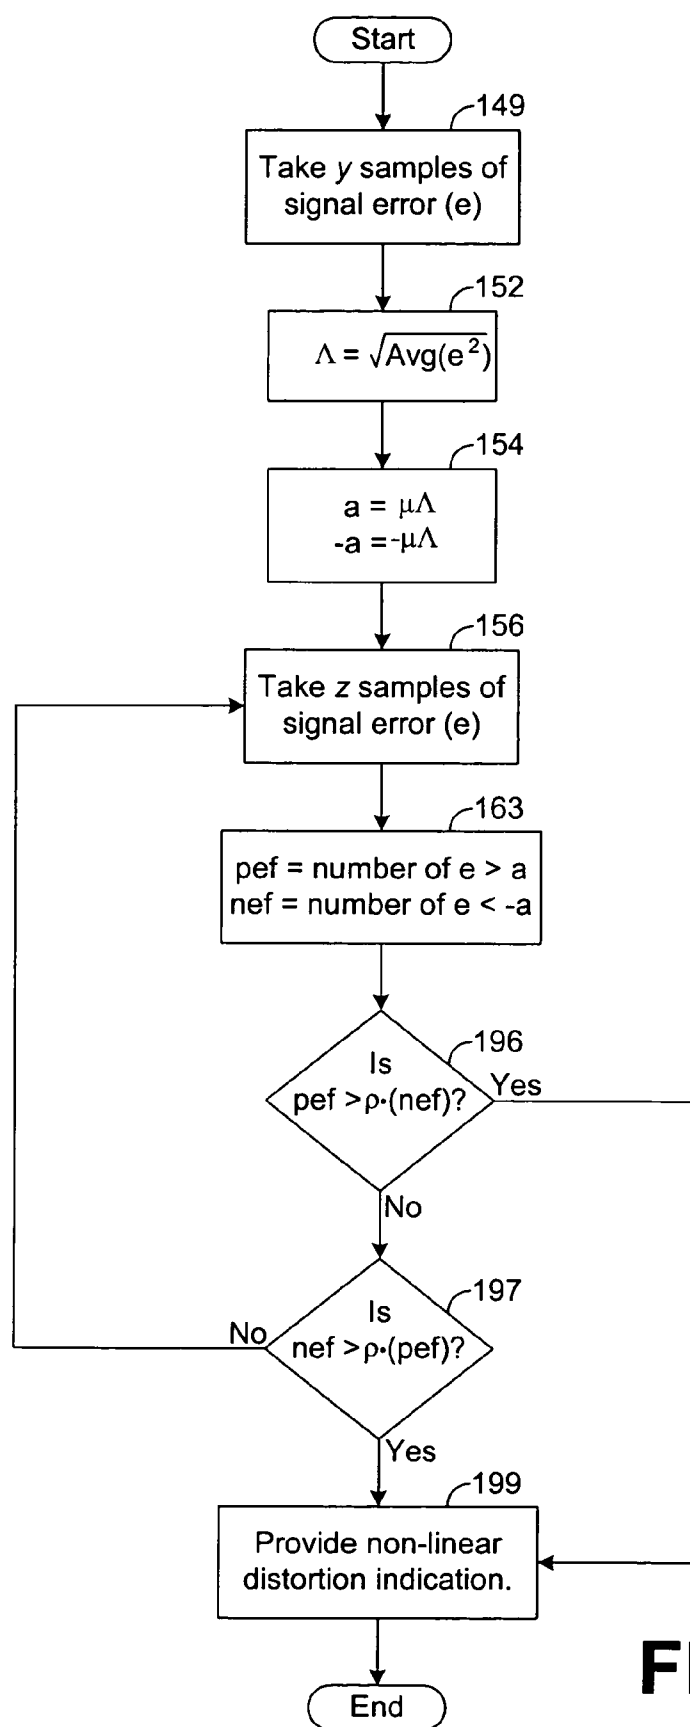 Start
149
Take y samples of
signal error (e)
152
Λ = √Avg(e²)
154
a = μΛ
-a = -μΛ
156
Take z samples of
signal error (e)
163
pef = number of e > a
nef = number of e < -a
196
Is
pef > ρ·(nef)?
Yes
No
197
Is
nef > ρ·(pef)?
No
Yes
199
Provide non-linear
distortion indication.
End